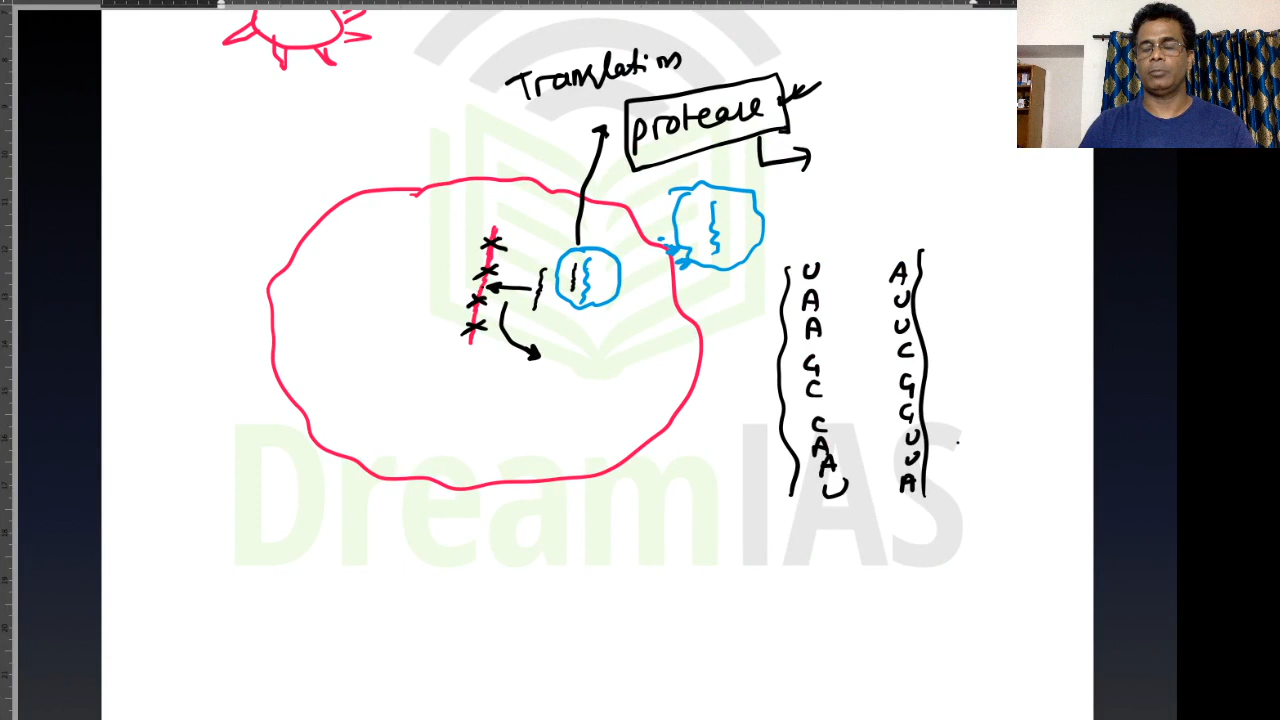 Translation
protease
U A
A U
A U
G C
C G
C G
A U
A U
U A
DreamIAS